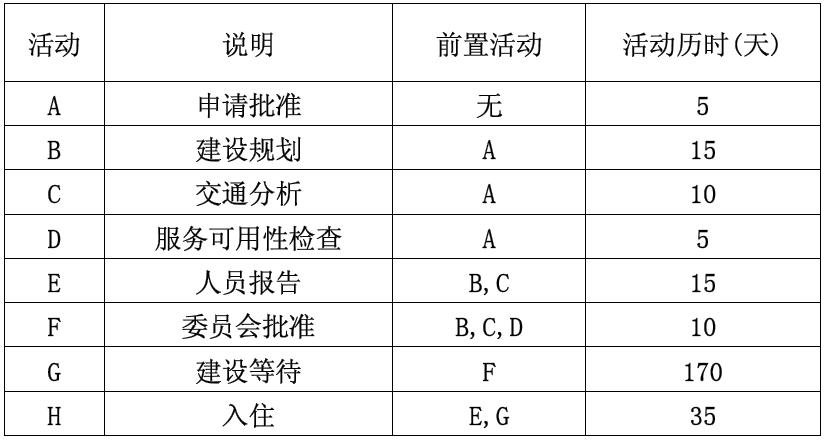 活动 说明 前置活动 活动历时(天)
A 申请批准 无 5
B 建设规划 A 15
C 交通分析 A 10
D 服务可用性检查 A 5
E 人员报告 B,C 15
F 委员会批准 B,C,D 10
G 建设等待 F 170
H 入住 E,G 35